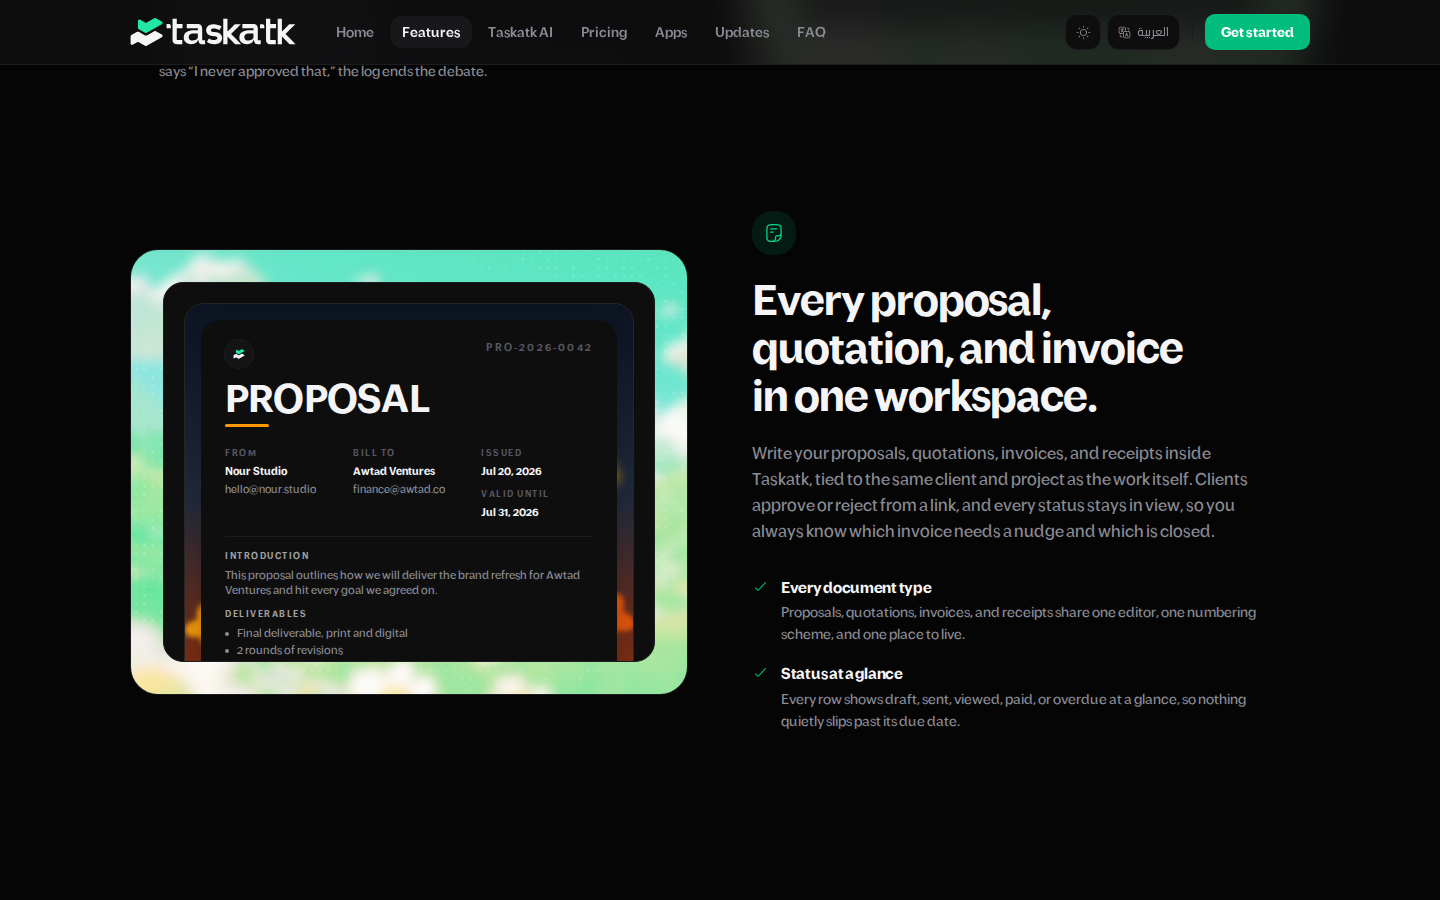 taskatk
Home
Features
Taskatk AI
Pricing
Apps
Updates
FAQ
العربية
Get started
says “I never approved that,” the log ends the debate.
PRO-2026-0042
PROPOSAL
FROM
Nour Studio
hello@nour.studio
BILL TO
Awtad Ventures
finance@awtad.co
ISSUED
Jul 20, 2026
VALID UNTIL
Jul 31, 2026
INTRODUCTION
This proposal outlines how we will deliver the brand refresh for Awtad
Ventures and hit every goal we agreed on.
DELIVERABLES
• Final deliverable, print and digital
• 2 rounds of revisions
Every proposal,
quotation, and invoice
in one workspace.
Write your proposals, quotations, invoices, and receipts inside
Taskatk, tied to the same client and project as the work itself. Clients
approve or reject from a link, and every status stays in view, so you
always know which invoice needs a nudge and which is closed.
Every document type
Proposals, quotations, invoices, and receipts share one editor, one numbering
scheme, and one place to live.
Status at a glance
Every row shows draft, sent, viewed, paid, or overdue at a glance, so nothing
quietly slips past its due date.